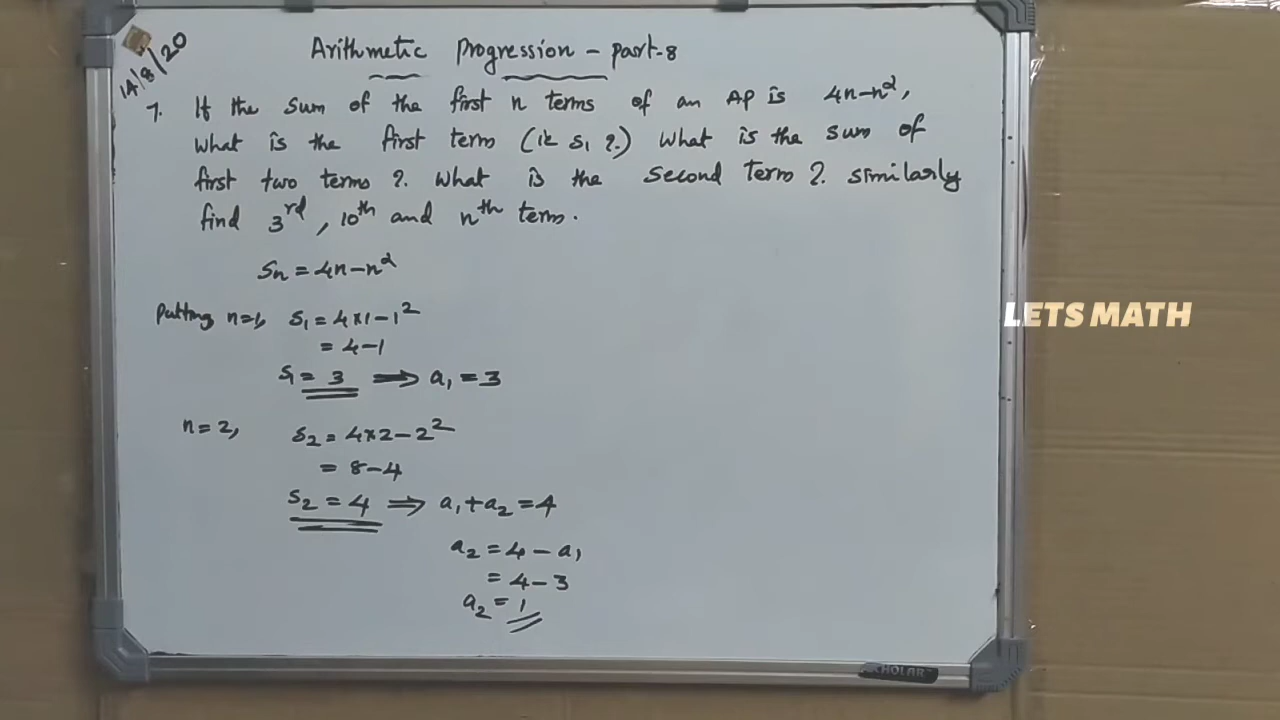 14/8/20
Arithmetic Progression - part-8
7. If the sum of the first n terms of an AP is 4n-n²,
what is the first term (ie s₁ ?.) What is the sum of
first two terms ?. What is the second term ?. similarly
find 3rd, 10th and nth term.
Sn = 4n-n²
Putting n=1, S₁ = 4×1-1²
= 4-1
S₁ = 3 ⟹ a₁ = 3
n=2, S₂ = 4×2-2²
= 8-4
S₂ = 4 ⟹ a₁+a₂ = 4
a₂ = 4 - a₁
= 4 - 3
a₂ = 1
LETS MATH
SCHOLAR